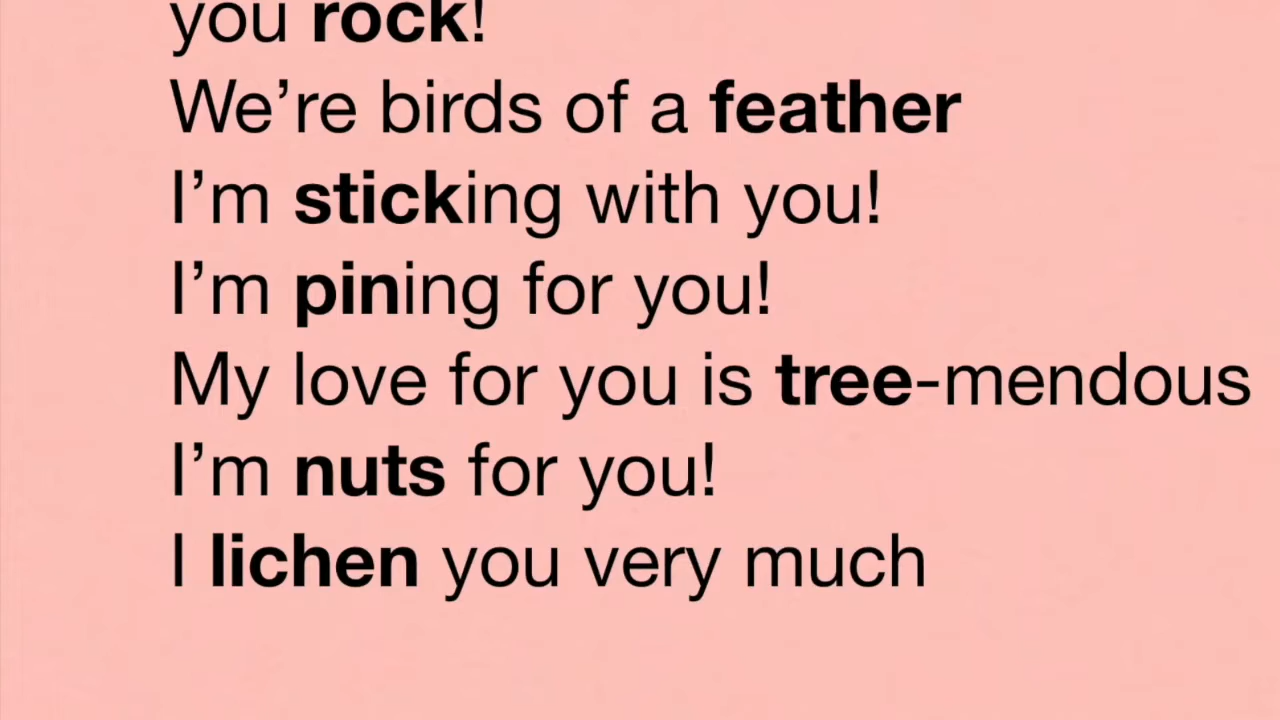 you rock!
We’re birds of a feather
I’m sticking with you!
I’m pining for you!
My love for you is tree-mendous
I’m nuts for you!
I lichen you very much